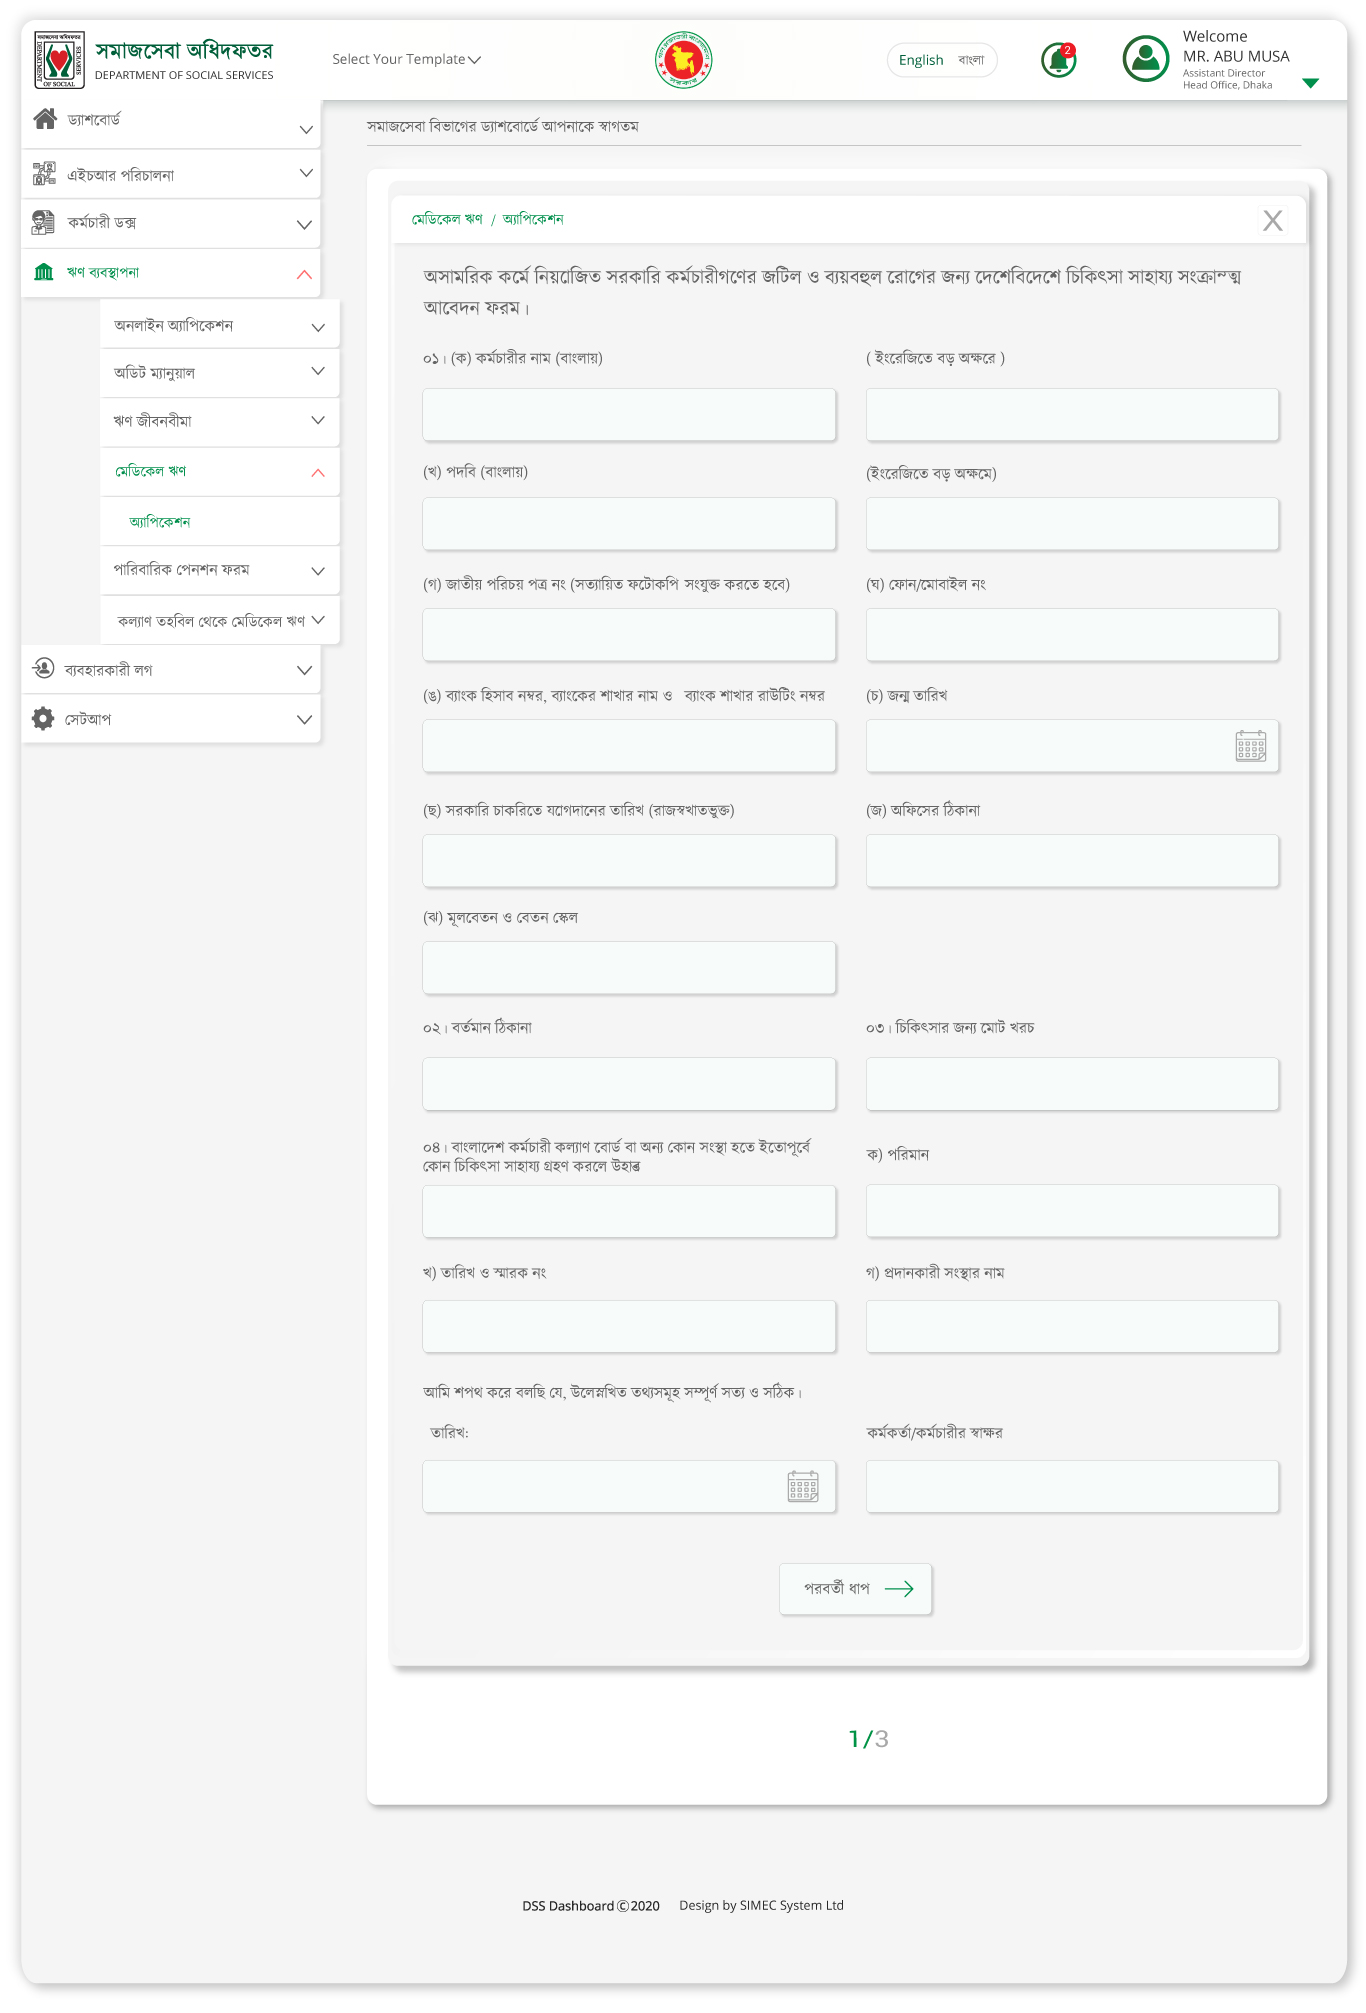 সমাজসেবা অধিদফতর
DEPARTMENT OF SOCIAL SERVICES
Select Your Template
English বাংলা
2
Welcome
MR. ABU MUSA
Assistant Director
Head Office, Dhaka
ড্যাশবোর্ড
এইচআর পরিচালনা
কর্মচারী ডক্স
ঋণ ব্যবস্থাপনা
অনলাইন অ্যাপিকেশন
অডিট ম্যানুয়াল
ঋণ জীবনবীমা
মেডিকেল ঋণ
অ্যাপিকেশন
পারিবারিক পেনশন ফরম
কল্যাণ তহবিল থেকে মেডিকেল ঋণ
ব্যবহারকারী লগ
সেটআপ
সমাজসেবা বিভাগের ড্যাশবোর্ডে আপনাকে স্বাগতম
মেডিকেল ঋণ / অ্যাপিকেশন
X
অসামরিক কর্মে নিয়োজিত সরকারি কর্মচারীগণের জটিল ও ব্যয়বহুল রোগের জন্য দেশেবিদেশে চিকিৎসা সাহায্য সংক্রান্ত্ম
আবেদন ফরম।
০১। (ক) কর্মচারীর নাম (বাংলায়)
( ইংরেজিতে বড় অক্ষরে )
(খ) পদবি (বাংলায়)
(ইংরেজিতে বড় অক্ষমে)
(গ) জাতীয় পরিচয় পত্র নং (সত্যায়িত ফটোকপি সংযুক্ত করতে হবে)
(ঘ) ফোন/মোবাইল নং
(ঙ) ব্যাংক হিসাব নম্বর, ব্যাংকের শাখার নাম ও ব্যাংক শাখার রাউটিং নম্বর
(চ) জন্ম তারিখ
(ছ) সরকারি চাকরিতে যোগদানের তারিখ (রাজস্বখাতভুক্ত)
(জ) অফিসের ঠিকানা
(ঝ) মূলবেতন ও বেতন স্কেল
০২। বর্তমান ঠিকানা
০৩। চিকিৎসার জন্য মোট খরচ
০৪। বাংলাদেশ কর্মচারী কল্যাণ বোর্ড বা অন্য কোন সংস্থা হতে ইতোপূর্বে
কোন চিকিৎসা সাহায্য গ্রহণ করলে
ক) পরিমান
খ) তারিখ ও স্মারক নং
গ) প্রদানকারী সংস্থার নাম
আমি শপথ করে বলছি যে, উলেস্নখিত তথ্যসমূহ সম্পূর্ণ সত্য ও সঠিক।
তারিখ:
কর্মকর্তা/কর্মচারীর স্বাক্ষর
পরবর্তী ধাপ
1/3
DSS Dashboard ©2020 Design by SIMEC System Ltd